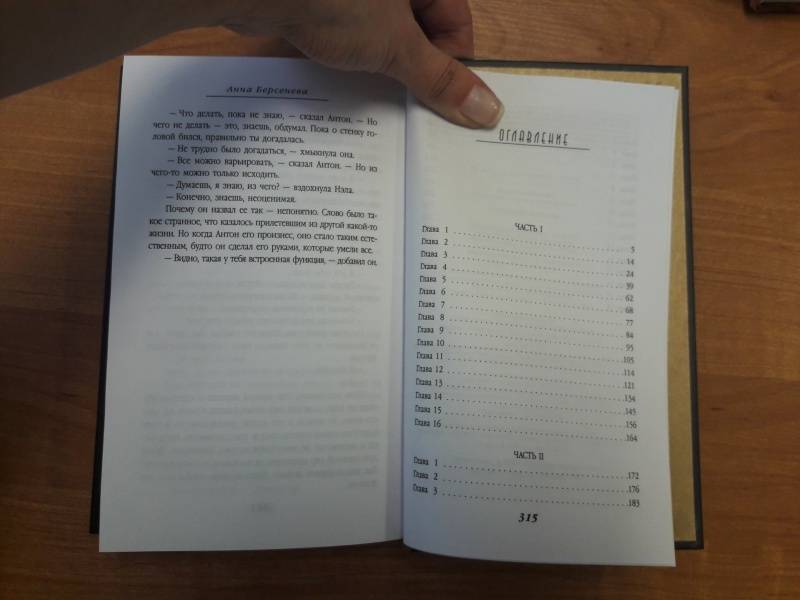 Анна Берсенева
— Что делать, пока не знаю, — сказал Антон. — Но
чего не делать — это, знаешь, обдумал. Пока о стенку го-
ловой бился, правильно ты догадалась.
— Не трудно было догадаться, — хмыкнула она.
— Все можно варьировать, — сказал Антон. — Но из
чего-то можно только исходить.
— Думаешь, я знаю, из чего? — вздохнула Нэла.
— Конечно, знаешь, неоценимая.
Почему он назвал ее так — непонятно. Слово было та-
кое странное, что казалось прилетевшим из другой какой-то
жизни. Но когда Антон его произнес, оно стало таким есте-
ственным, будто он сделал его руками, которые умели все.
— Видно, такая у тебя встроенная функция, — добавил он.
ОГЛАВЛЕНИЕ
ЧАСТЬ I
Глава 1 5
Глава 2 14
Глава 3 24
Глава 4 39
Глава 5 62
Глава 6 68
Глава 7 77
Глава 8 84
Глава 9 95
Глава 10 105
Глава 11 114
Глава 12 121
Глава 13 134
Глава 14 145
Глава 15 156
Глава 16 164
ЧАСТЬ II
Глава 1 172
Глава 2 176
Глава 3 183
315